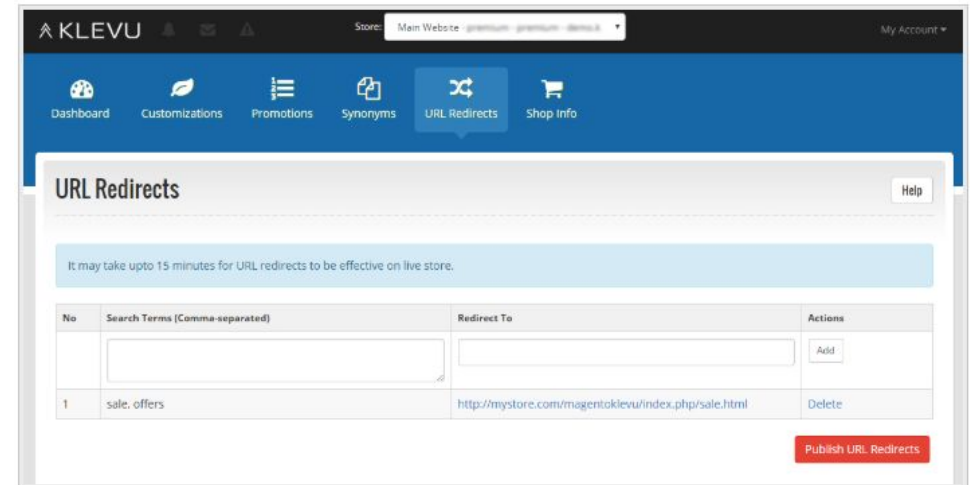 KLEVU
Store: Main Website
My Account
Dashboard
Customizations
Promotions
Synonyms
URL Redirects
Shop Info
URL Redirects
Help
It may take upto 15 minutes for URL redirects to be effective on live store.
No Search Terms (Comma-separated) Redirect To Actions
Add
1 sale, offers http://mystore.com/magentoklevu/index.php/sale.html Delete
Publish URL Redirects